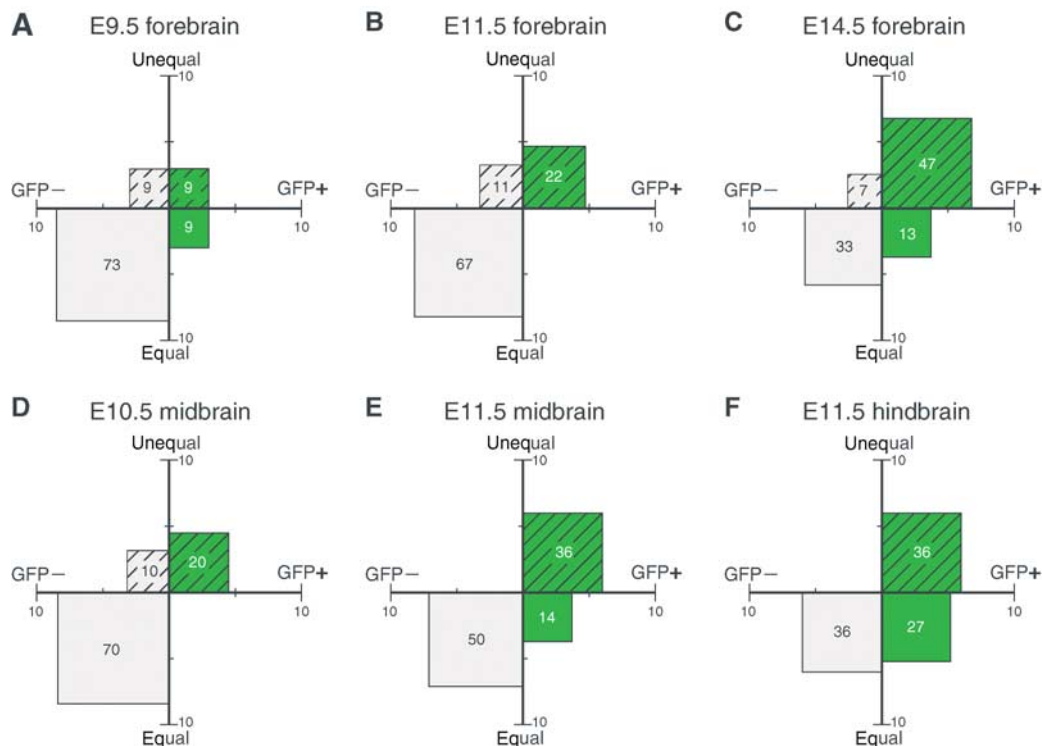 A E9.5 forebrain
Unequal
10
9 9
GFP— GFP+
10 10
9
73
10
Equal
B E11.5 forebrain
Unequal
10
11 22
GFP— GFP+
10 10
67
10
Equal
C E14.5 forebrain
Unequal
10
47
7
GFP— GFP+
10 10
13
33
10
Equal
D E10.5 midbrain
Unequal
10
10 20
GFP— GFP+
10 10
70
10
Equal
E E11.5 midbrain
Unequal
10
36
GFP— GFP+
10 10
14
50
10
Equal
F E11.5 hindbrain
Unequal
10
36
GFP— GFP+
10 10
36 27
10
Equal